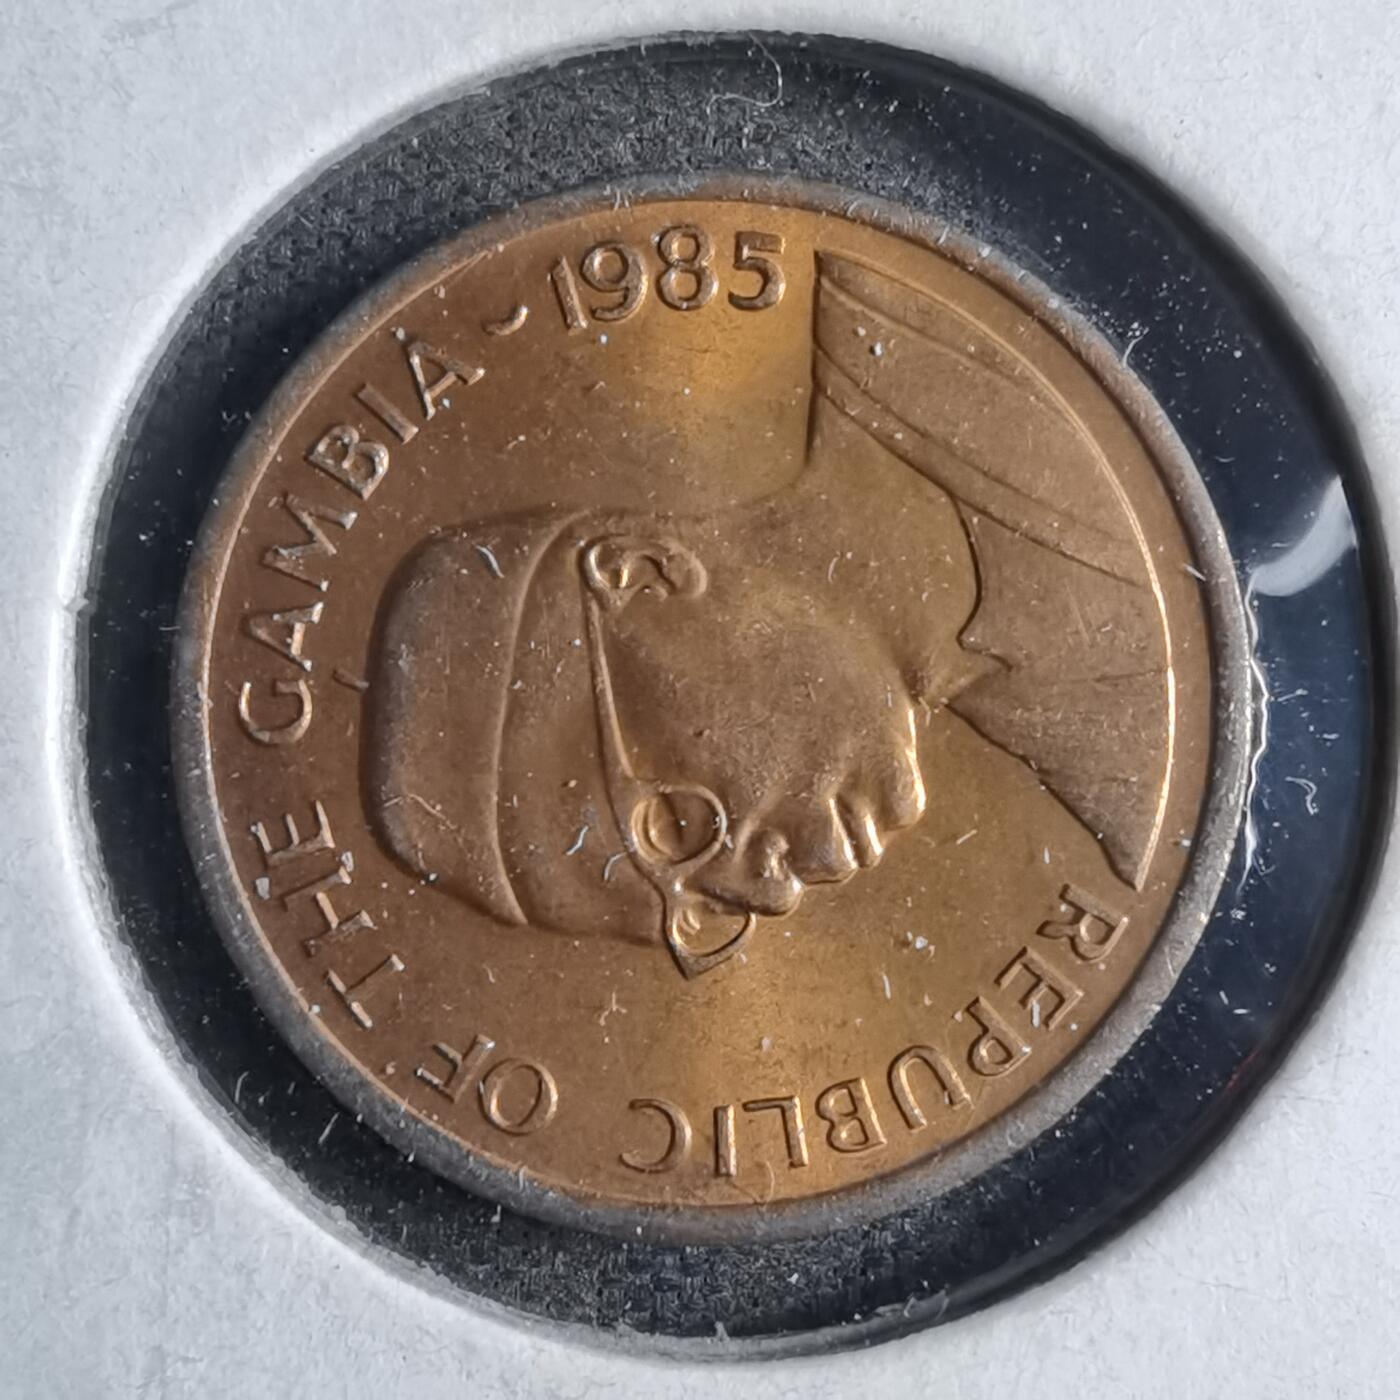 REPUBLIC OF THE GAMBIA ~ 1985